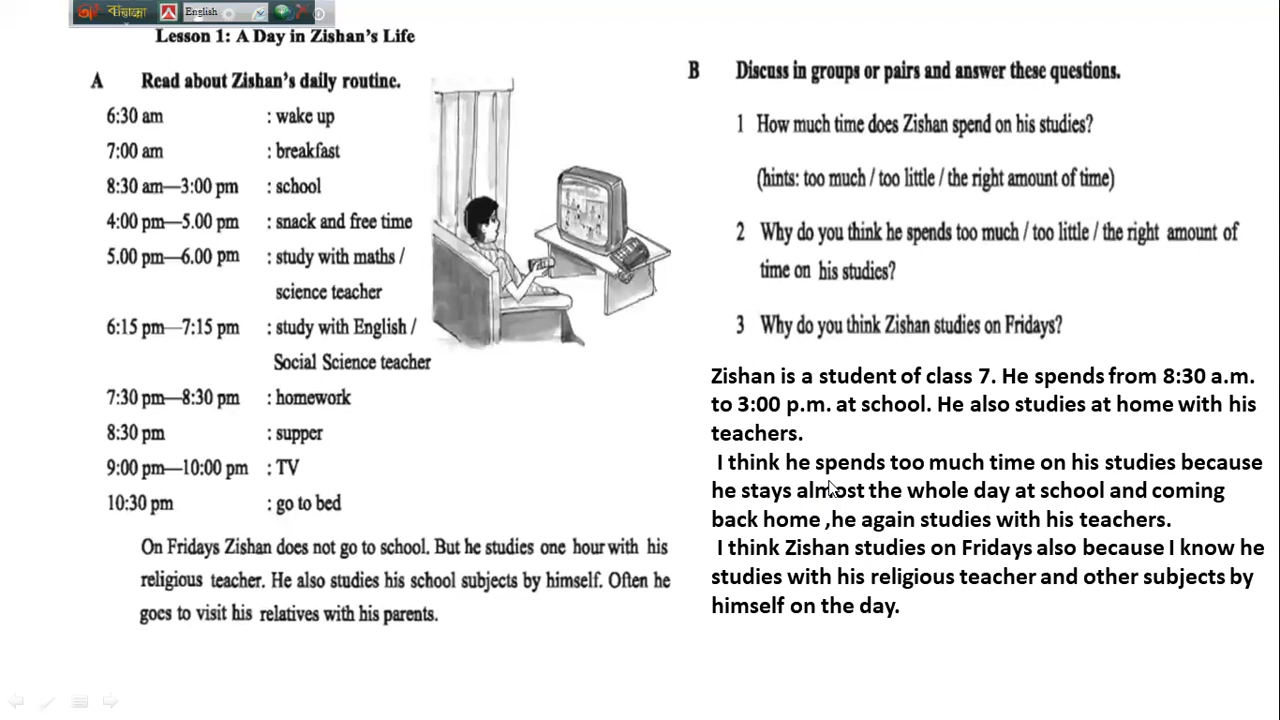 বাংলা
English
Lesson 1: A Day in Zishan's Life
A Read about Zishan's daily routine.
6:30 am : wake up
7:00 am : breakfast
8:30 am—3:00 pm : school
4:00 pm—5.00 pm : snack and free time
5.00 pm—6.00 pm : study with maths /
science teacher
6:15 pm—7:15 pm : study with English /
Social Science teacher
7:30 pm—8:30 pm : homework
8:30 pm : supper
9:00 pm—10:00 pm : TV
10:30 pm : go to bed
On Fridays Zishan does not go to school. But he studies one hour with his
religious teacher. He also studies his school subjects by himself. Often he
goes to visit his relatives with his parents.
B Discuss in groups or pairs and answer these questions.
1 How much time does Zishan spend on his studies?
(hints: too much / too little / the right amount of time)
2 Why do you think he spends too much / too little / the right amount of
time on his studies?
3 Why do you think Zishan studies on Fridays?
Zishan is a student of class 7. He spends from 8:30 a.m.
to 3:00 p.m. at school. He also studies at home with his
teachers.
I think he spends too much time on his studies because
he stays almost the whole day at school and coming
back home ,he again studies with his teachers.
I think Zishan studies on Fridays also because I know he
studies with his religious teacher and other subjects by
himself on the day.